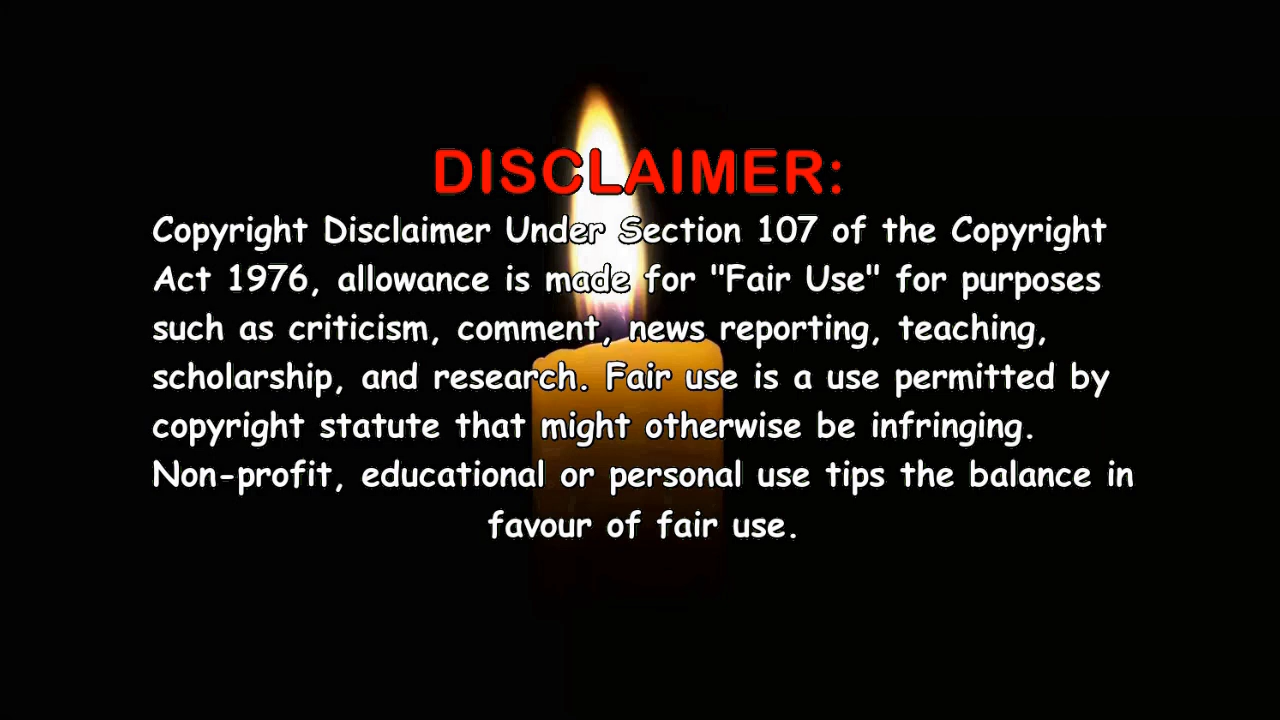 DISCLAIMER:
Copyright Disclaimer Under Section 107 of the Copyright
Act 1976, allowance is made for "Fair Use" for purposes
such as criticism, comment, news reporting, teaching,
scholarship, and research. Fair use is a use permitted by
copyright statute that might otherwise be infringing.
Non-profit, educational or personal use tips the balance in
favour of fair use.